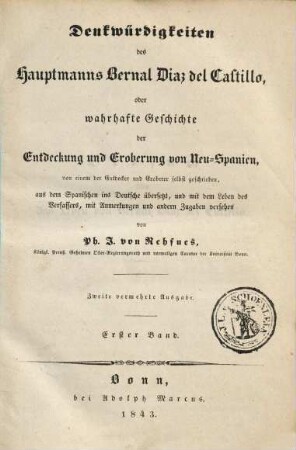 Denkwürdigkeiten
des
Hauptmanns Bernal Diaz del Castillo,
oder
wahrhafte Geschichte
der
Entdeckung und Eroberung von Neu-Spanien,
von einem der Entdecker und Eroberer selbst geschrieben,
aus dem Spanischen ins Deutsche übersetzt, und mit dem Leben des
Verfassers, mit Anmerkungen und andern Zugaben versehen
von
Ph. J. von Rehfues,
Königl. Preuß. Geheimen Ober-Regierungsrath und vormaligen Curator der Universität Bonn.
Zweite vermehrte Ausgabe.
Erster Band.
J. L. SCHOENLEIN
Bonn,
bei Adolph Marcus.
1843.